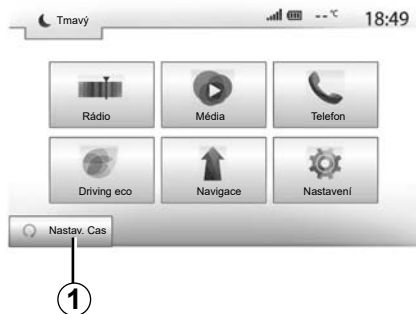 Tmavý
--°C
18:49
Rádio
Média
Telefon
Driving eco
Navigace
Nastavení
Nastav. Cas
1